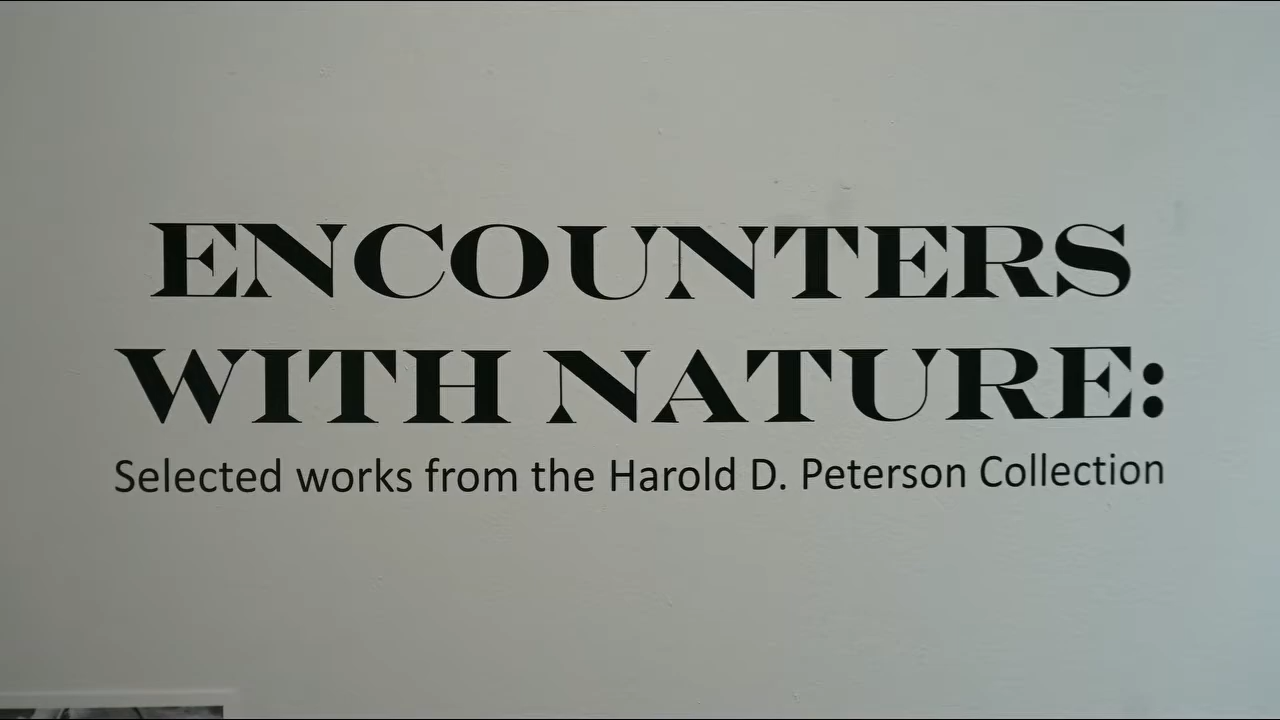 ENCOUNTERS
WITH NATURE:
Selected works from the Harold D. Peterson Collection